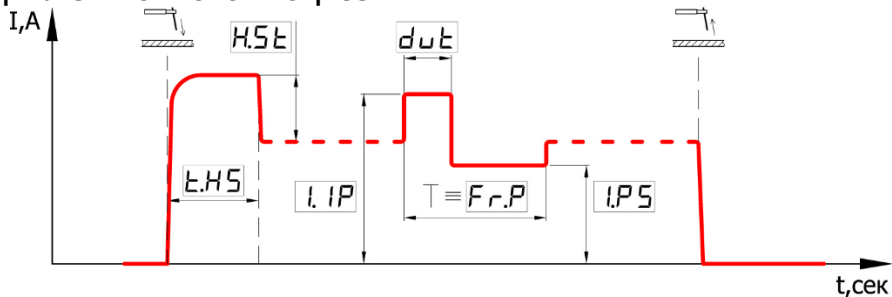 I,A
H.St
dut
t.HS
I.IP
T ≡ Fr.P
I.PS
t,сек